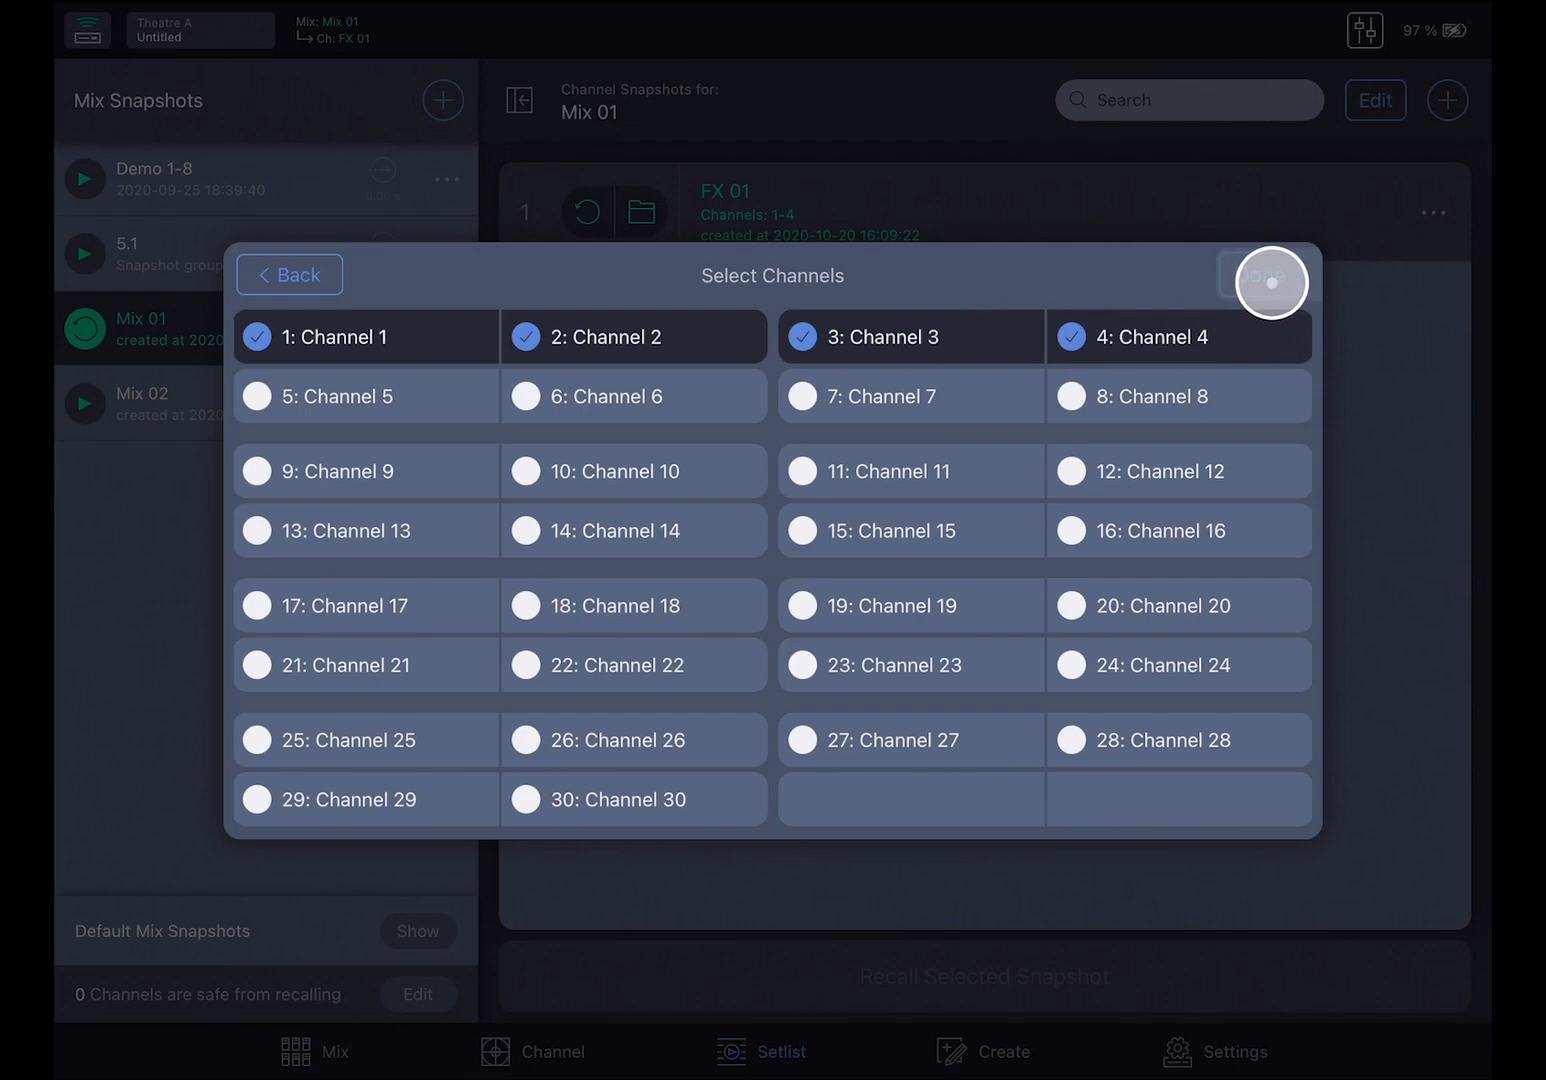 Theatre A
Untitled
Mix: Mix 01
Ch: FX 01
97 %
Mix Snapshots
Channel Snapshots for:
Mix 01
Search
Edit
Demo 1-8
2020-09-25 18:39:40
0.00 s
1
FX 01
Channels: 1-4
created at 2020-10-20 16:09:22
5.1
Snapshot group
Mix 01
created at 2020
Mix 02
created at 2020
Back
Select Channels
Done
1: Channel 1
2: Channel 2
3: Channel 3
4: Channel 4
5: Channel 5
6: Channel 6
7: Channel 7
8: Channel 8
9: Channel 9
10: Channel 10
11: Channel 11
12: Channel 12
13: Channel 13
14: Channel 14
15: Channel 15
16: Channel 16
17: Channel 17
18: Channel 18
19: Channel 19
20: Channel 20
21: Channel 21
22: Channel 22
23: Channel 23
24: Channel 24
25: Channel 25
26: Channel 26
27: Channel 27
28: Channel 28
29: Channel 29
30: Channel 30
Default Mix Snapshots
Show
0 Channels are safe from recalling
Edit
Recall Selected Snapshot
Mix
Channel
Setlist
Create
Settings